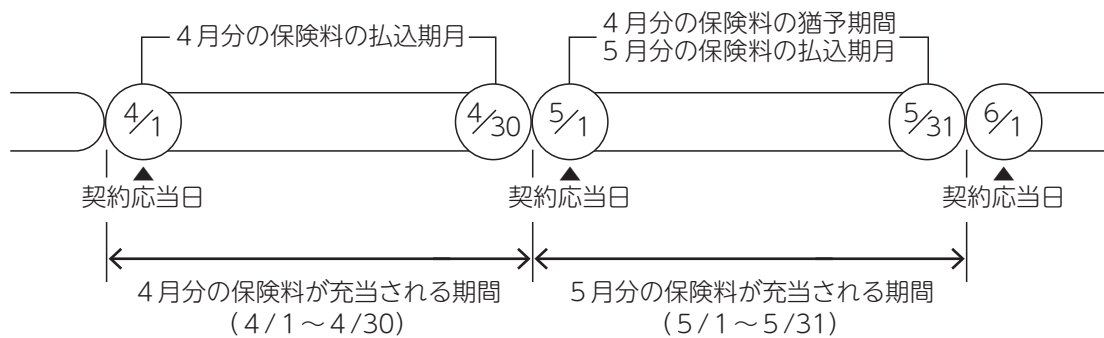 4月分の保険料の払込期月
4月分の保険料の猶予期間
5月分の保険料の払込期月
4/1
4/30
5/1
5/31
6/1
▲
▲
▲
契約応当日
契約応当日
契約応当日
4月分の保険料が充当される期間
(4/1～4/30)
5月分の保険料が充当される期間
(5/1～5/31)